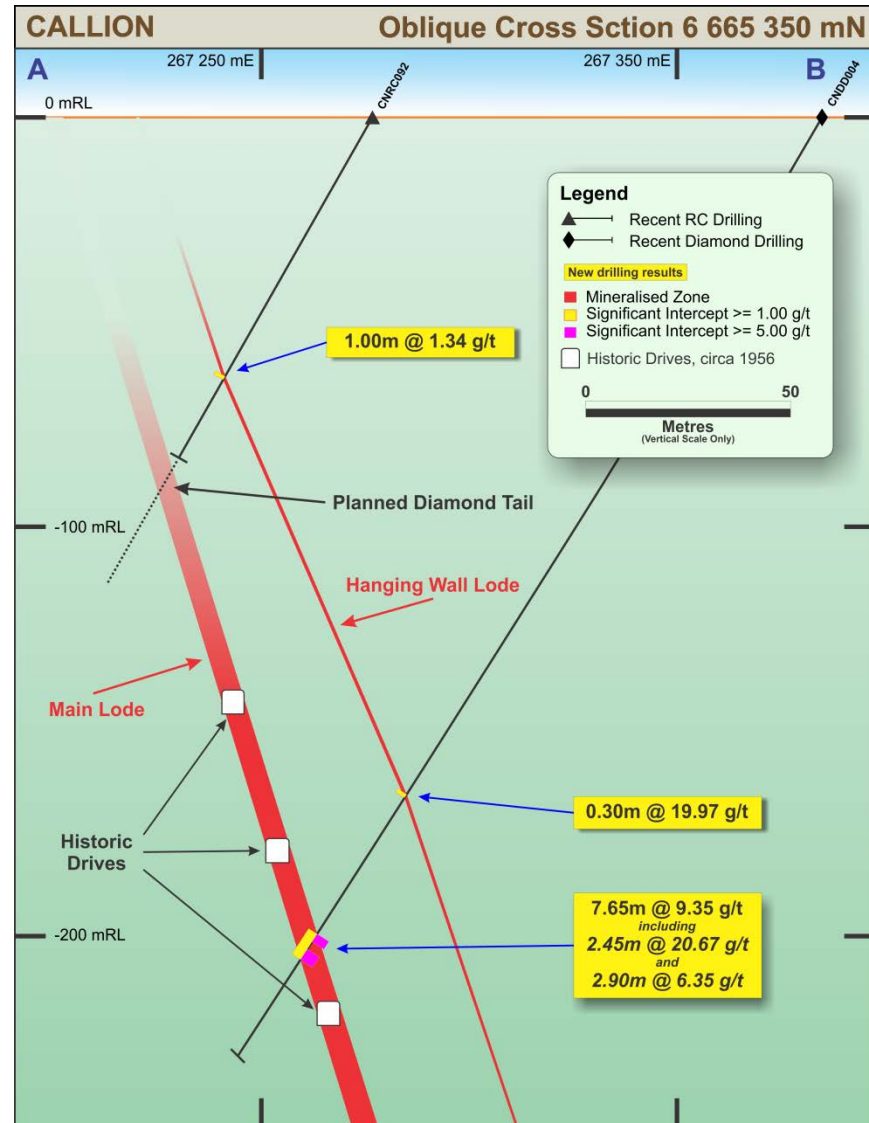 CALLION
Oblique Cross Sction 6 665 350 mN
A
267 250 mE
267 350 mE
B
CNRC092
CNDD004
0 mRL
Legend
Recent RC Drilling
Recent Diamond Drilling
New drilling results
Mineralised Zone
Significant Intercept >= 1.00 g/t
Significant Intercept >= 5.00 g/t
Historic Drives, circa 1956
0 50
Metres
(Vertical Scale Only)
1.00m @ 1.34 g/t
Planned Diamond Tail
-100 mRL
Hanging Wall Lode
Main Lode
0.30m @ 19.97 g/t
Historic
Drives
7.65m @ 9.35 g/t
including
2.45m @ 20.67 g/t
and
2.90m @ 6.35 g/t
-200 mRL